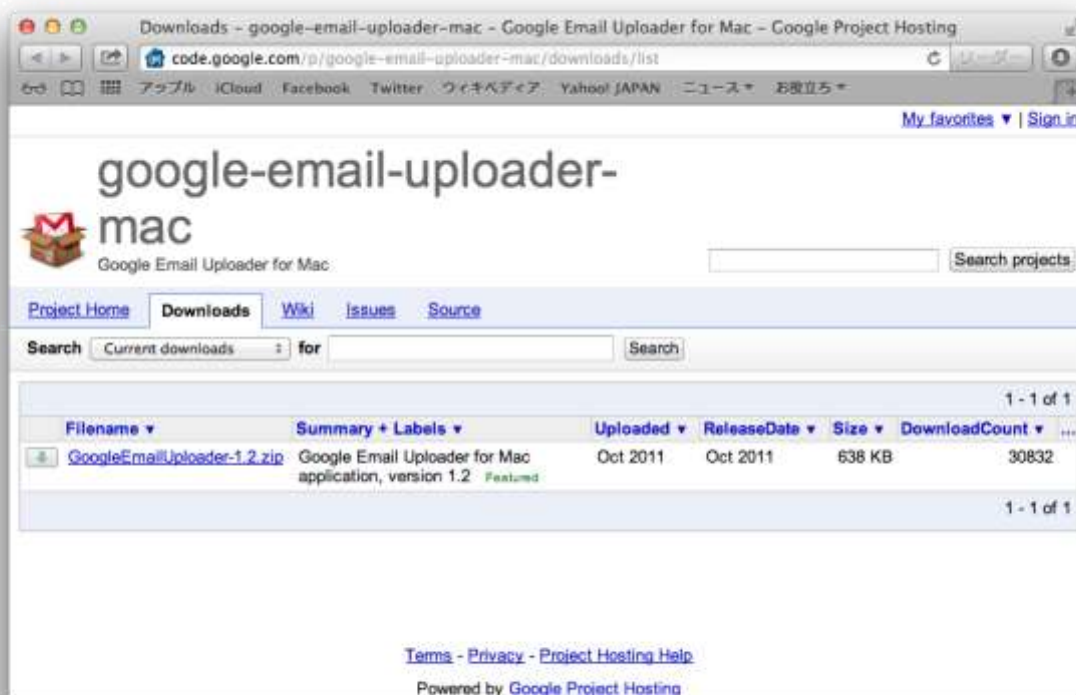 Downloads - google-email-uploader-mac - Google Email Uploader for Mac - Google Project Hosting
code.google.com/p/google-email-uploader-mac/downloads/list
リーダー
アップル iCloud Facebook Twitter ウィキペディア Yahoo! JAPAN ニュース▼ お役立ち▼
My favorites ▼ | Sign in
google-email-uploader-
mac
Google Email Uploader for Mac
Search projects
Project Home Downloads Wiki Issues Source
Search Current downloads for Search
1 - 1 of 1
Filename ▼ Summary + Labels ▼ Uploaded ▼ ReleaseDate ▼ Size ▼ DownloadCount ▼ ...
GoogleEmailUploader-1.2.zip Google Email Uploader for Mac Oct 2011 Oct 2011 638 KB 30832
application, version 1.2 Featured
1 - 1 of 1
Terms - Privacy - Project Hosting Help
Powered by Google Project Hosting